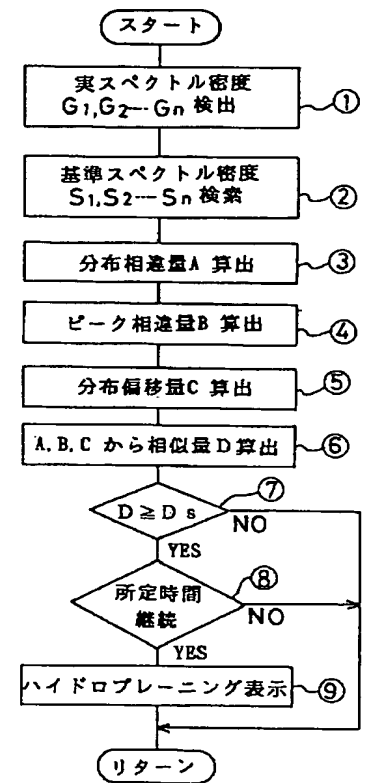 スタート
実スペクトル密度
G1,G2--- Gn 検出
①
基準スペクトル密度
S1,S2--- Sn 検索
②
分布相違量A 算出
③
ピーク相違量B 算出
④
分布偏移量C 算出
⑤
A,B,C から相似量D算出
⑥
D≧Ds
⑦
NO
YES
所定時間
継続
⑧
NO
YES
ハイドロプレーニング表示
⑨
リターン